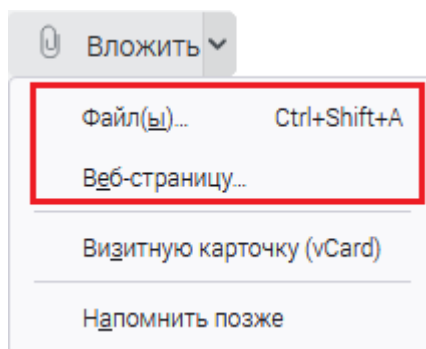 Вложить
Файл(ы)... Ctrl+Shift+A
Веб-страницу...
Визитную карточку (vCard)
Напомнить позже